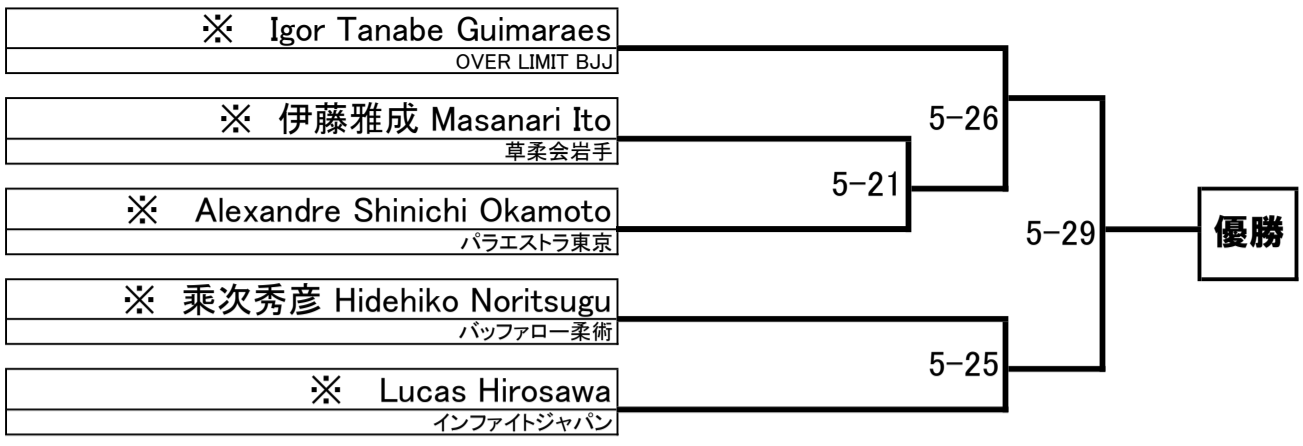 ※ Igor Tanabe Guimaraes
OVER LIMIT BJJ
※ 伊藤雅成 Masanari Ito
草柔会岩手
※ Alexandre Shinichi Okamoto
パラエストラ東京
※ 乗次秀彦 Hidehiko Noritsugu
バッファロー柔術
※ Lucas Hirosawa
インファイトジャパン
5-21
5-26
5-25
5-29
優勝